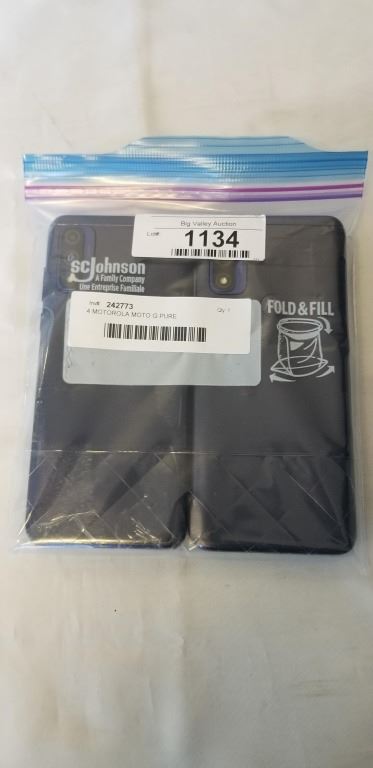 Big Valley Auction
Lot#: 1134
scJohnson
A Family Company
Une Entreprise Familiale
Inv#: 242773 Qty: 1
4 MOTOROLA MOTO G PURE
FOLD & FILL